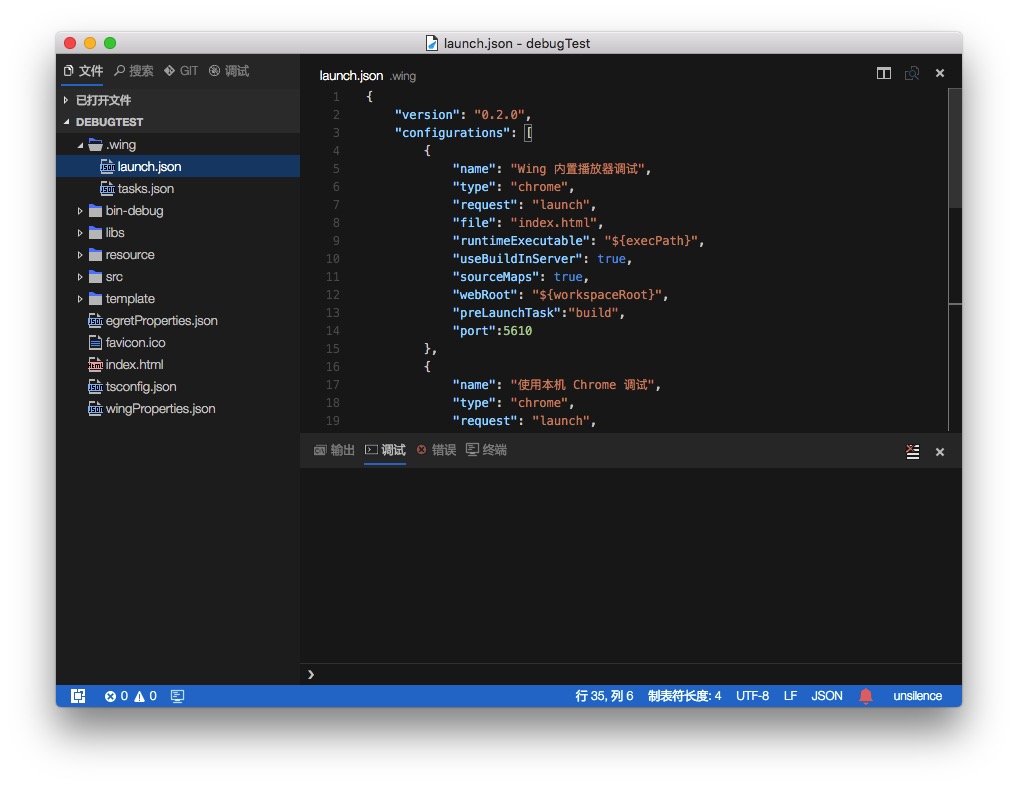 launch.json - debugTest
文件 搜索 GIT 调试
已打开文件
DEBUGTEST
.wing
launch.json
tasks.json
bin-debug
libs
resource
src
template
egretProperties.json
favicon.ico
index.html
tsconfig.json
wingProperties.json
launch.json .wing
1 {
2 "version": "0.2.0",
3 "configurations": [
4 {
5 "name": "Wing 内置播放器调试",
6 "type": "chrome",
7 "request": "launch",
8 "file": "index.html",
9 "runtimeExecutable": "${execPath}",
10 "useBuildInServer": true,
11 "sourceMaps": true,
12 "webRoot": "${workspaceRoot}",
13 "preLaunchTask":"build",
14 "port":5610
15 },
16 {
17 "name": "使用本机 Chrome 调试",
18 "type": "chrome",
19 "request": "launch",
输出 调试 错误 终端
❯
0 0 行 35, 列 6 制表符长度: 4 UTF-8 LF JSON unsilence